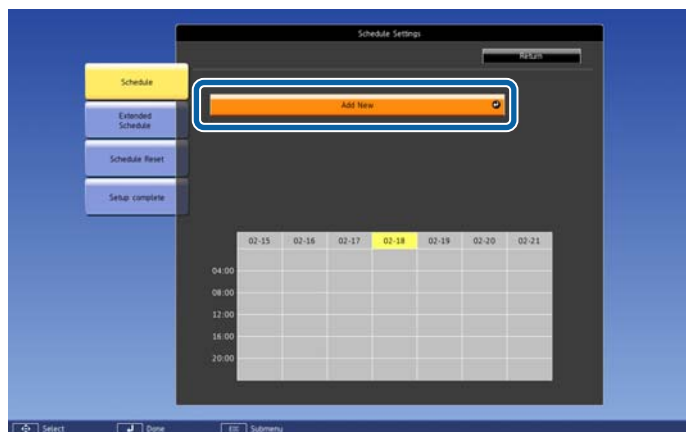 Schedule Settings
Return
Schedule
Add New
Extended
Schedule
Schedule Reset
Setup complete
02-15 02-16 02-17 02-18 02-19 02-20 02-21
04:00
08:00
12:00
16:00
20:00
Select Done Esc Submenu